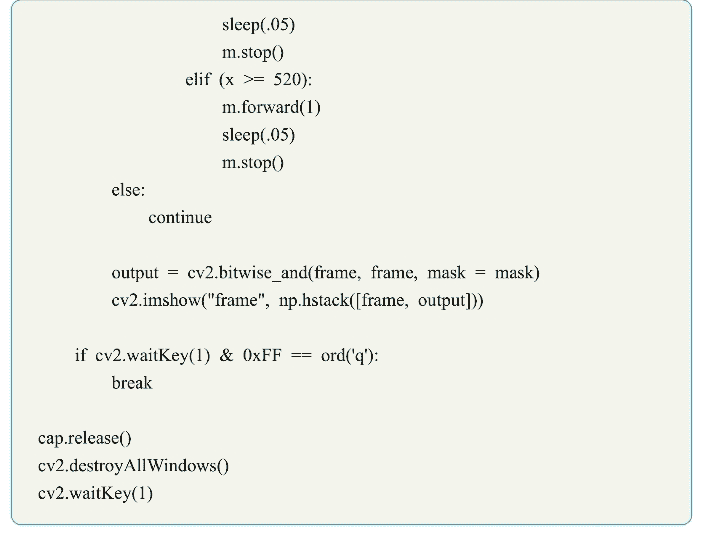 sleep(.05)
m.stop()
elif (x >= 520):
m.forward(1)
sleep(.05)
m.stop()
else:
continue
output = cv2.bitwise_and(frame, frame, mask = mask)
cv2.imshow("frame", np.hstack([frame, output]))
if cv2.waitKey(1) & 0xFF == ord('q'):
break
cap.release()
cv2.destroyAllWindows()
cv2.waitKey(1)